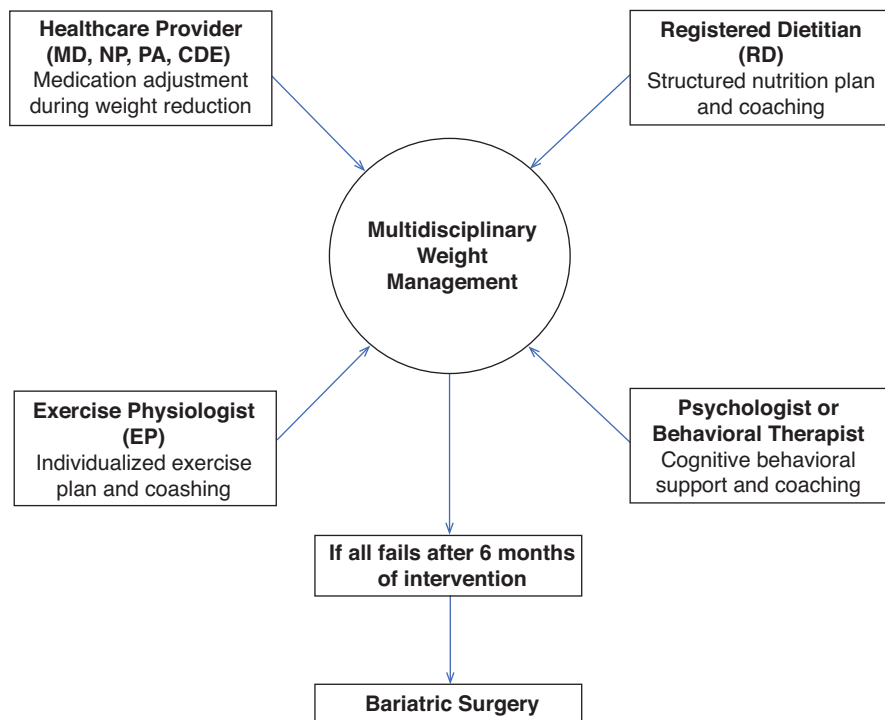 Healthcare Provider
(MD, NP, PA, CDE)
Medication adjustment
during weight reduction
Registered Dietitian
(RD)
Structured nutrition plan
and coaching
Multidisciplinary
Weight
Management
Exercise Physiologist
(EP)
Individualized exercise
plan and coashing
Psychologist or
Behavioral Therapist
Cognitive behavioral
support and coaching
If all fails after 6 months
of intervention
Bariatric Surgery